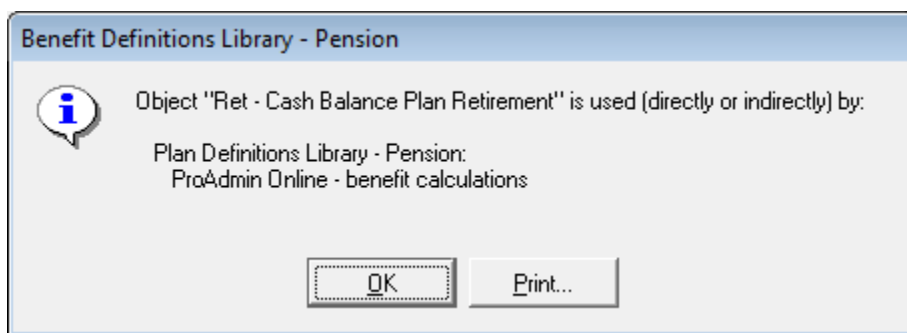 Benefit Definitions Library - Pension
Object "Ret - Cash Balance Plan Retirement" is used (directly or indirectly) by:
Plan Definitions Library - Pension:
ProAdmin Online - benefit calculations
OK
Print...